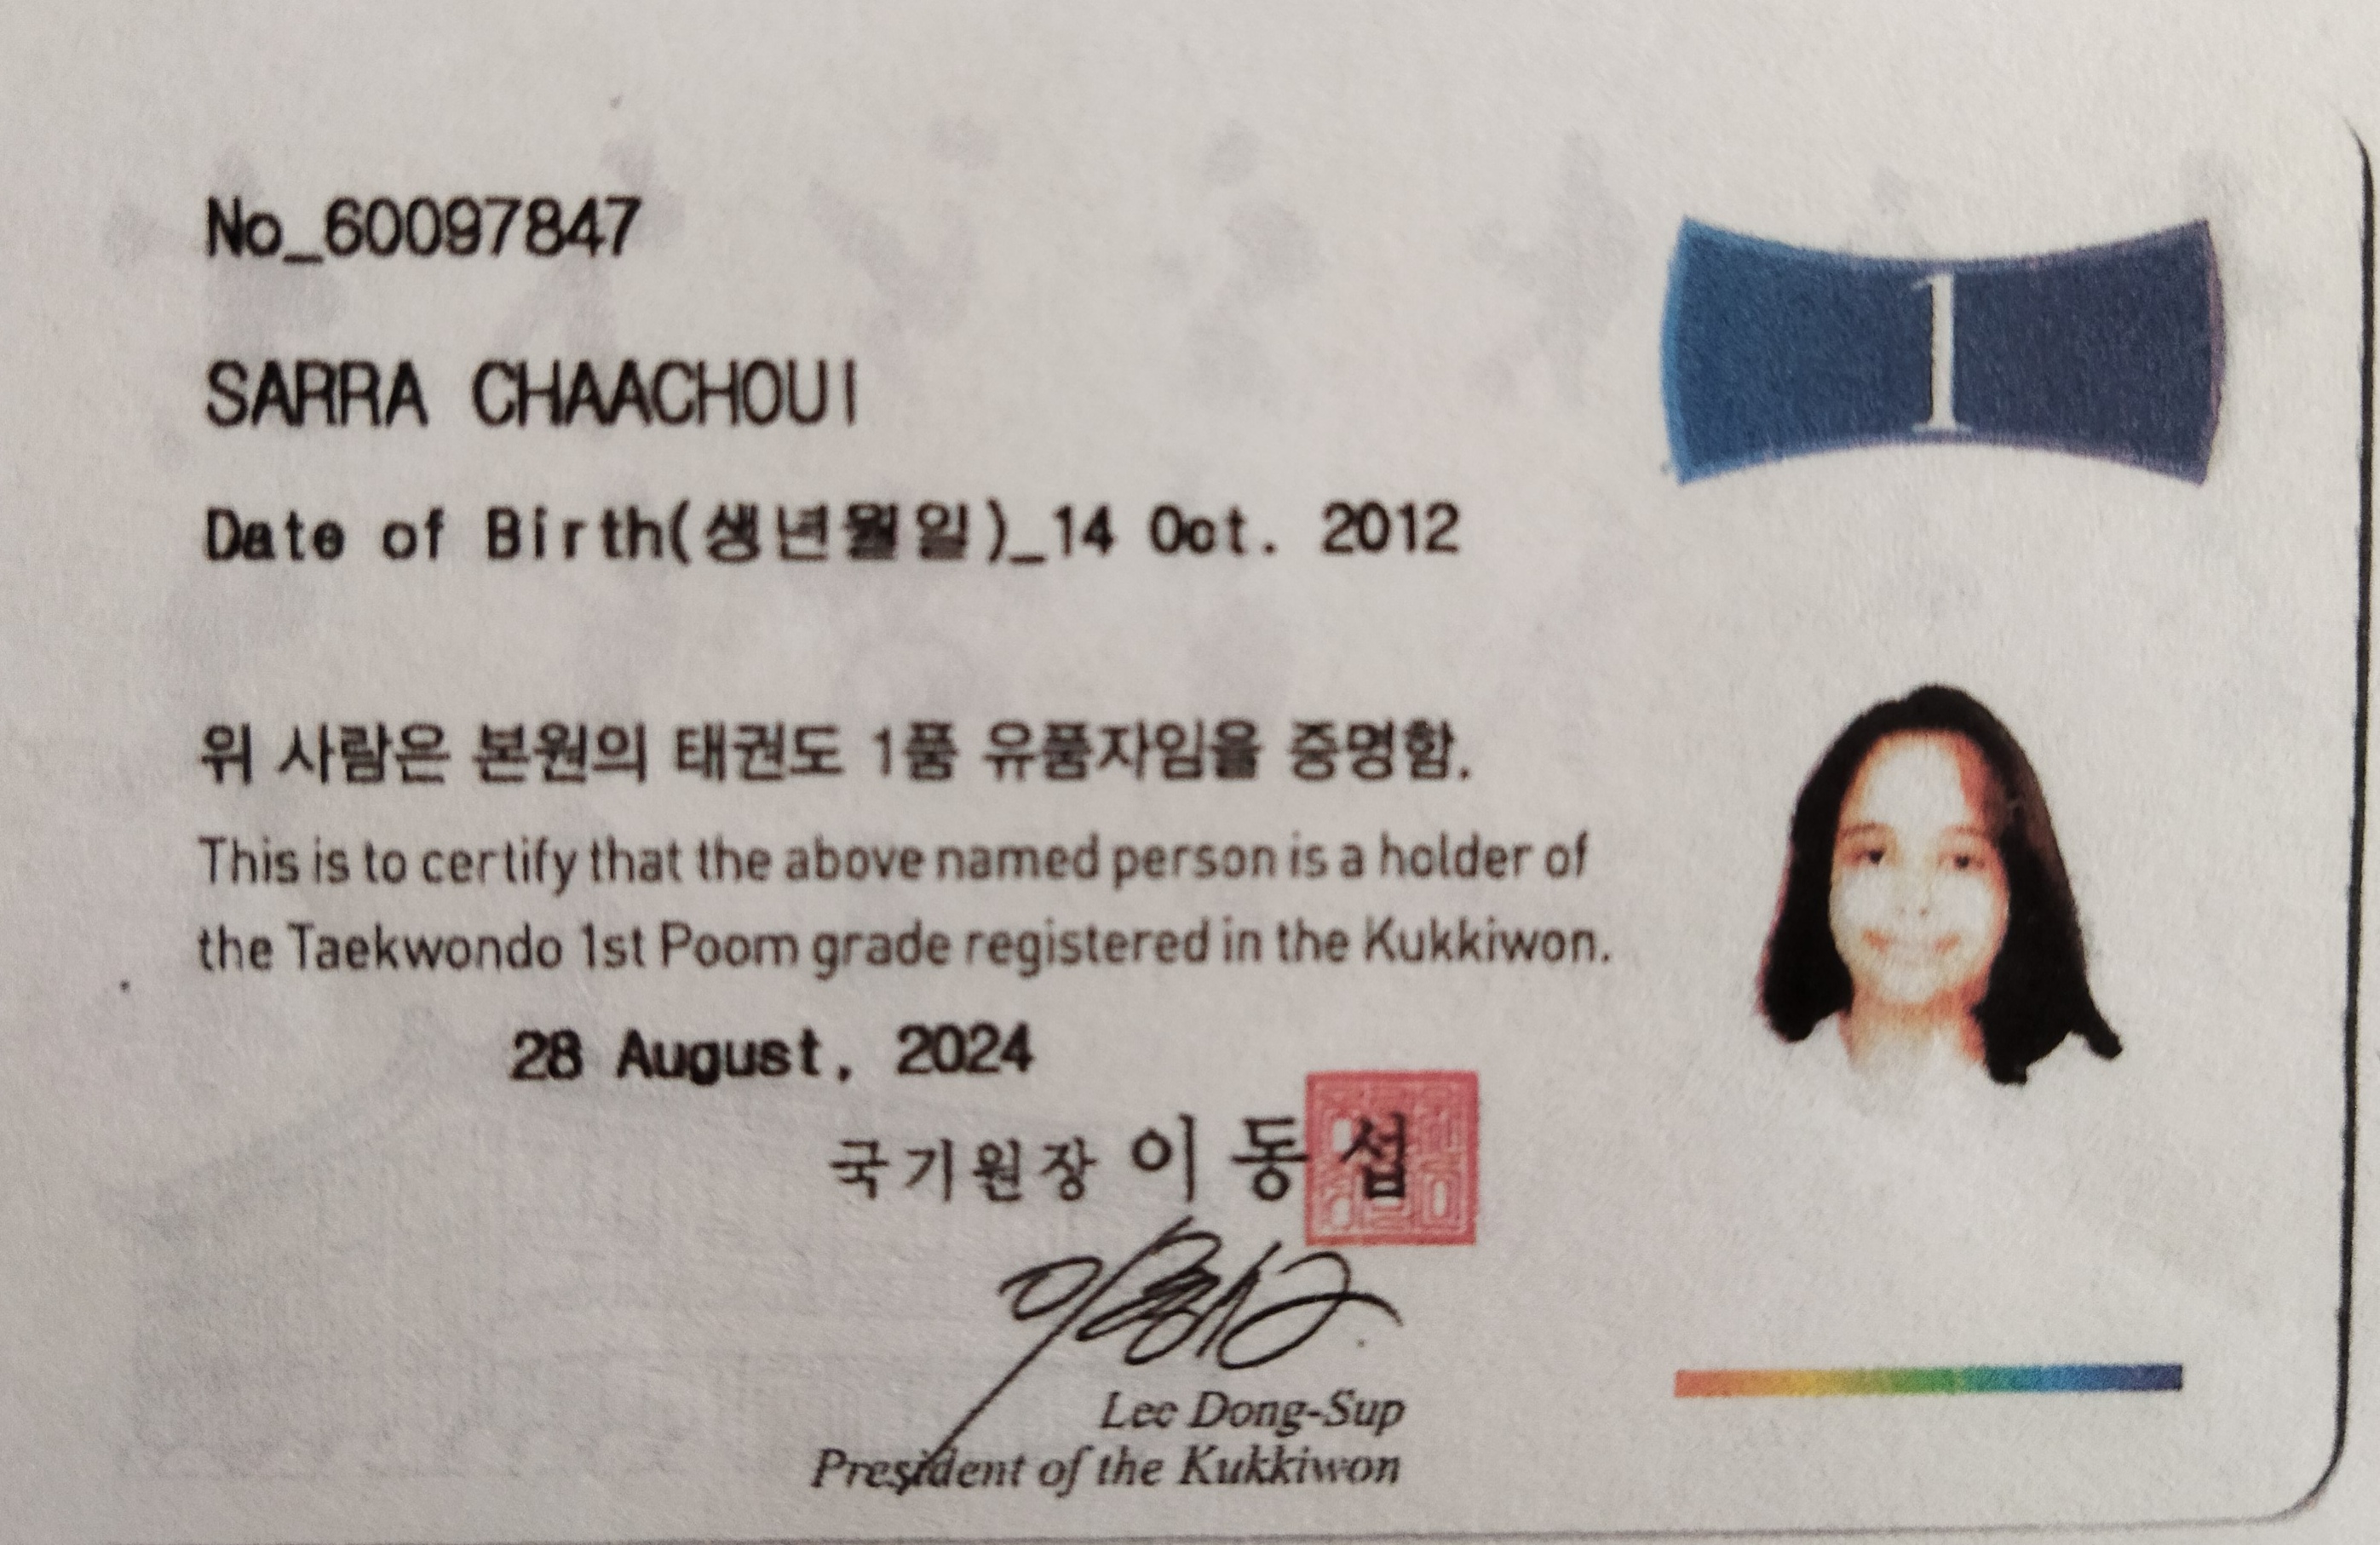 No_60097847
1
SARRA CHAACHOUI
Date of Birth(생년월일)_14 Oct. 2012
위 사람은 본원의 태권도 1품 유품자임을 증명함.
This is to certify that the above named person is a holder of
the Taekwondo 1st Poom grade registered in the Kukkiwon.
28 August, 2024
국기원장 이동섭
Lee Dong-Sup
President of the Kukkiwon